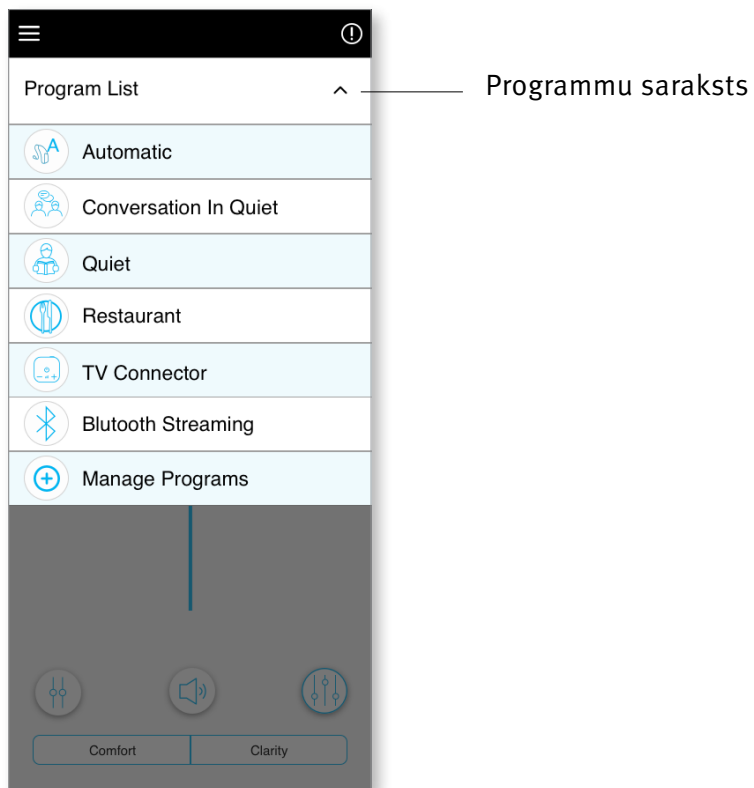 Program List
Programmu saraksts
Automatic
Conversation In Quiet
Quiet
Restaurant
TV Connector
Blutooth Streaming
Manage Programs
Comfort
Clarity